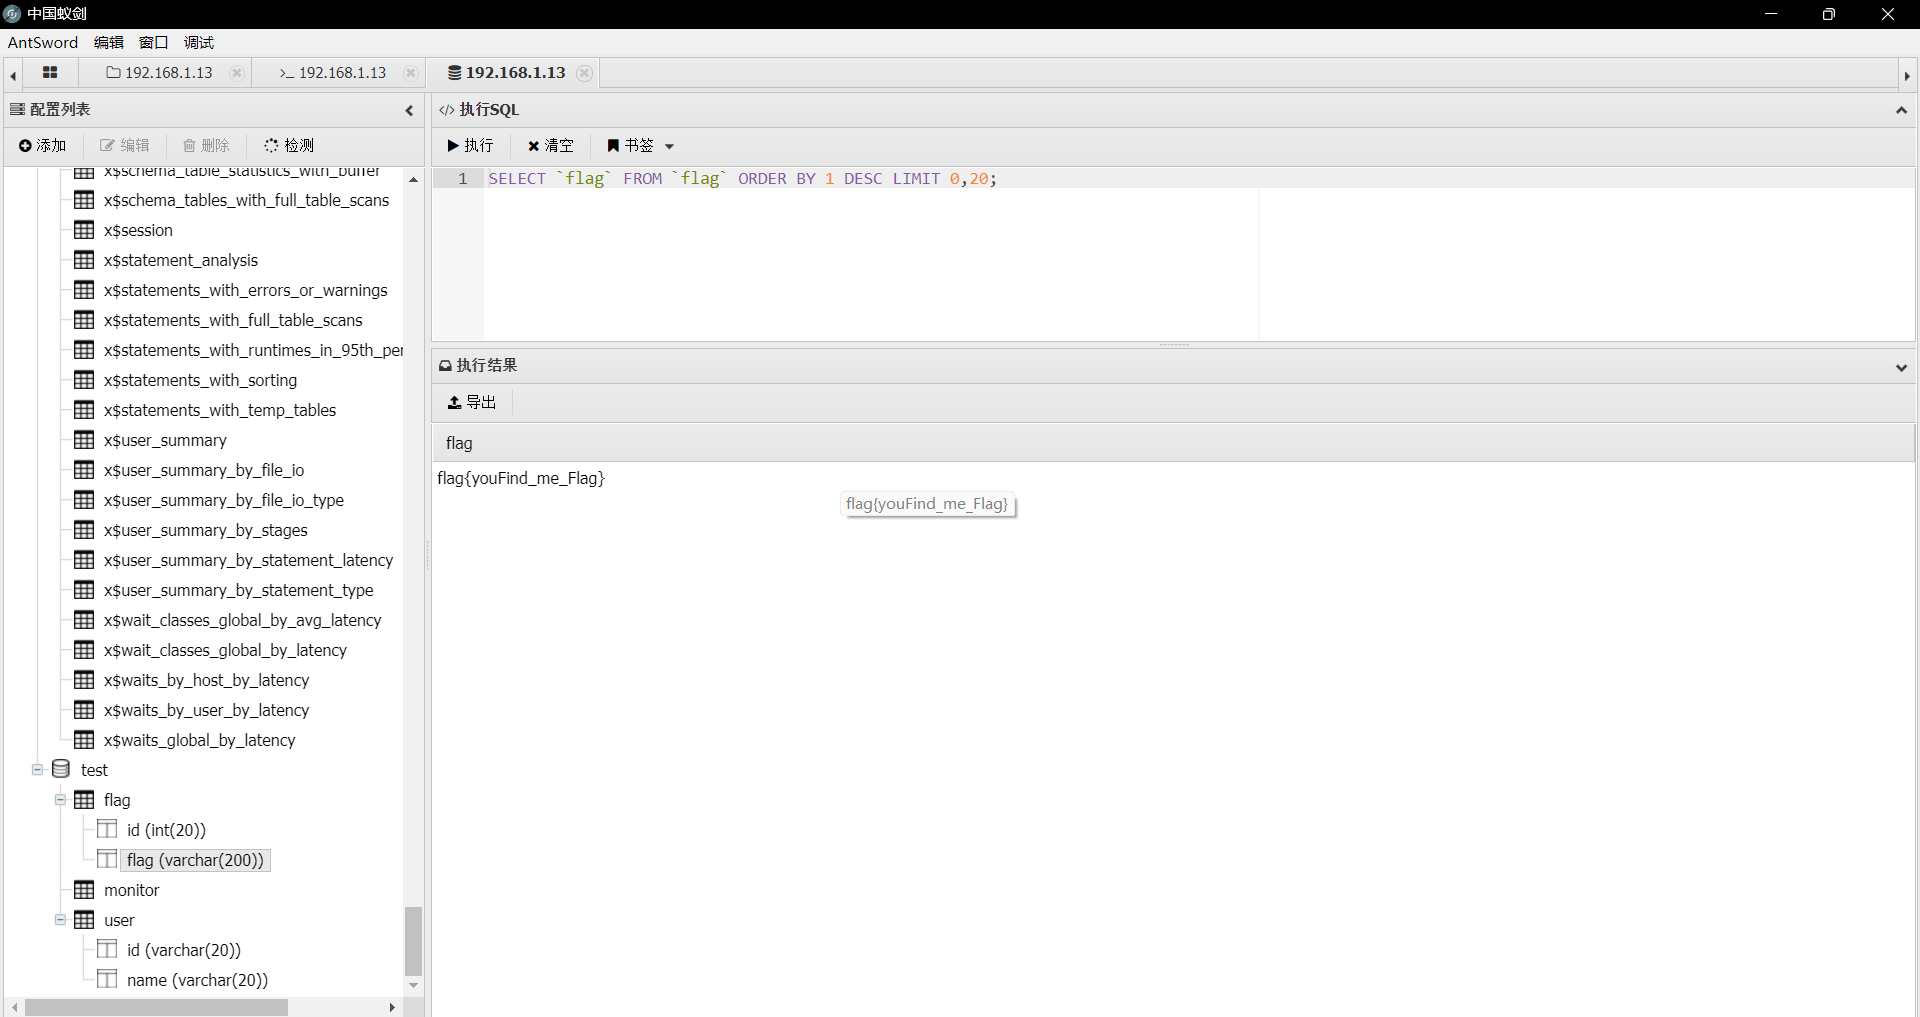 中国蚁剑
AntSword 编辑 窗口 调试
192.168.1.13
>_ 192.168.1.13
192.168.1.13
配置列表
添加 编辑 删除 检测
x$schema_table_statistics_with_buffer
x$schema_tables_with_full_table_scans
x$session
x$statement_analysis
x$statements_with_errors_or_warnings
x$statements_with_full_table_scans
x$statements_with_runtimes_in_95th_per
x$statements_with_sorting
x$statements_with_temp_tables
x$user_summary
x$user_summary_by_file_io
x$user_summary_by_file_io_type
x$user_summary_by_stages
x$user_summary_by_statement_latency
x$user_summary_by_statement_type
x$wait_classes_global_by_avg_latency
x$wait_classes_global_by_latency
x$waits_by_host_by_latency
x$waits_by_user_by_latency
x$waits_global_by_latency
test
flag
id (int(20))
flag (varchar(200))
monitor
user
id (varchar(20))
name (varchar(20))
</> 执行SQL
执行 清空 书签
1 SELECT `flag` FROM `flag` ORDER BY 1 DESC LIMIT 0,20;
执行结果
导出
flag
flag{youFind_me_Flag}
flag{youFind_me_Flag}